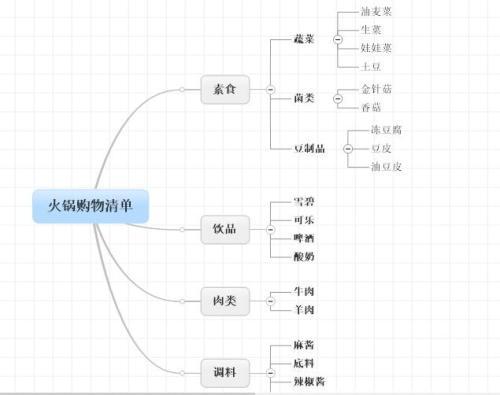 火锅购物清单
素食
蔬菜
油麦菜
生菜
娃娃菜
土豆
菌类
金针菇
香菇
豆制品
冻豆腐
豆皮
油豆皮
饮品
雪碧
可乐
啤酒
酸奶
肉类
牛肉
羊肉
调料
麻酱
底料
辣椒酱